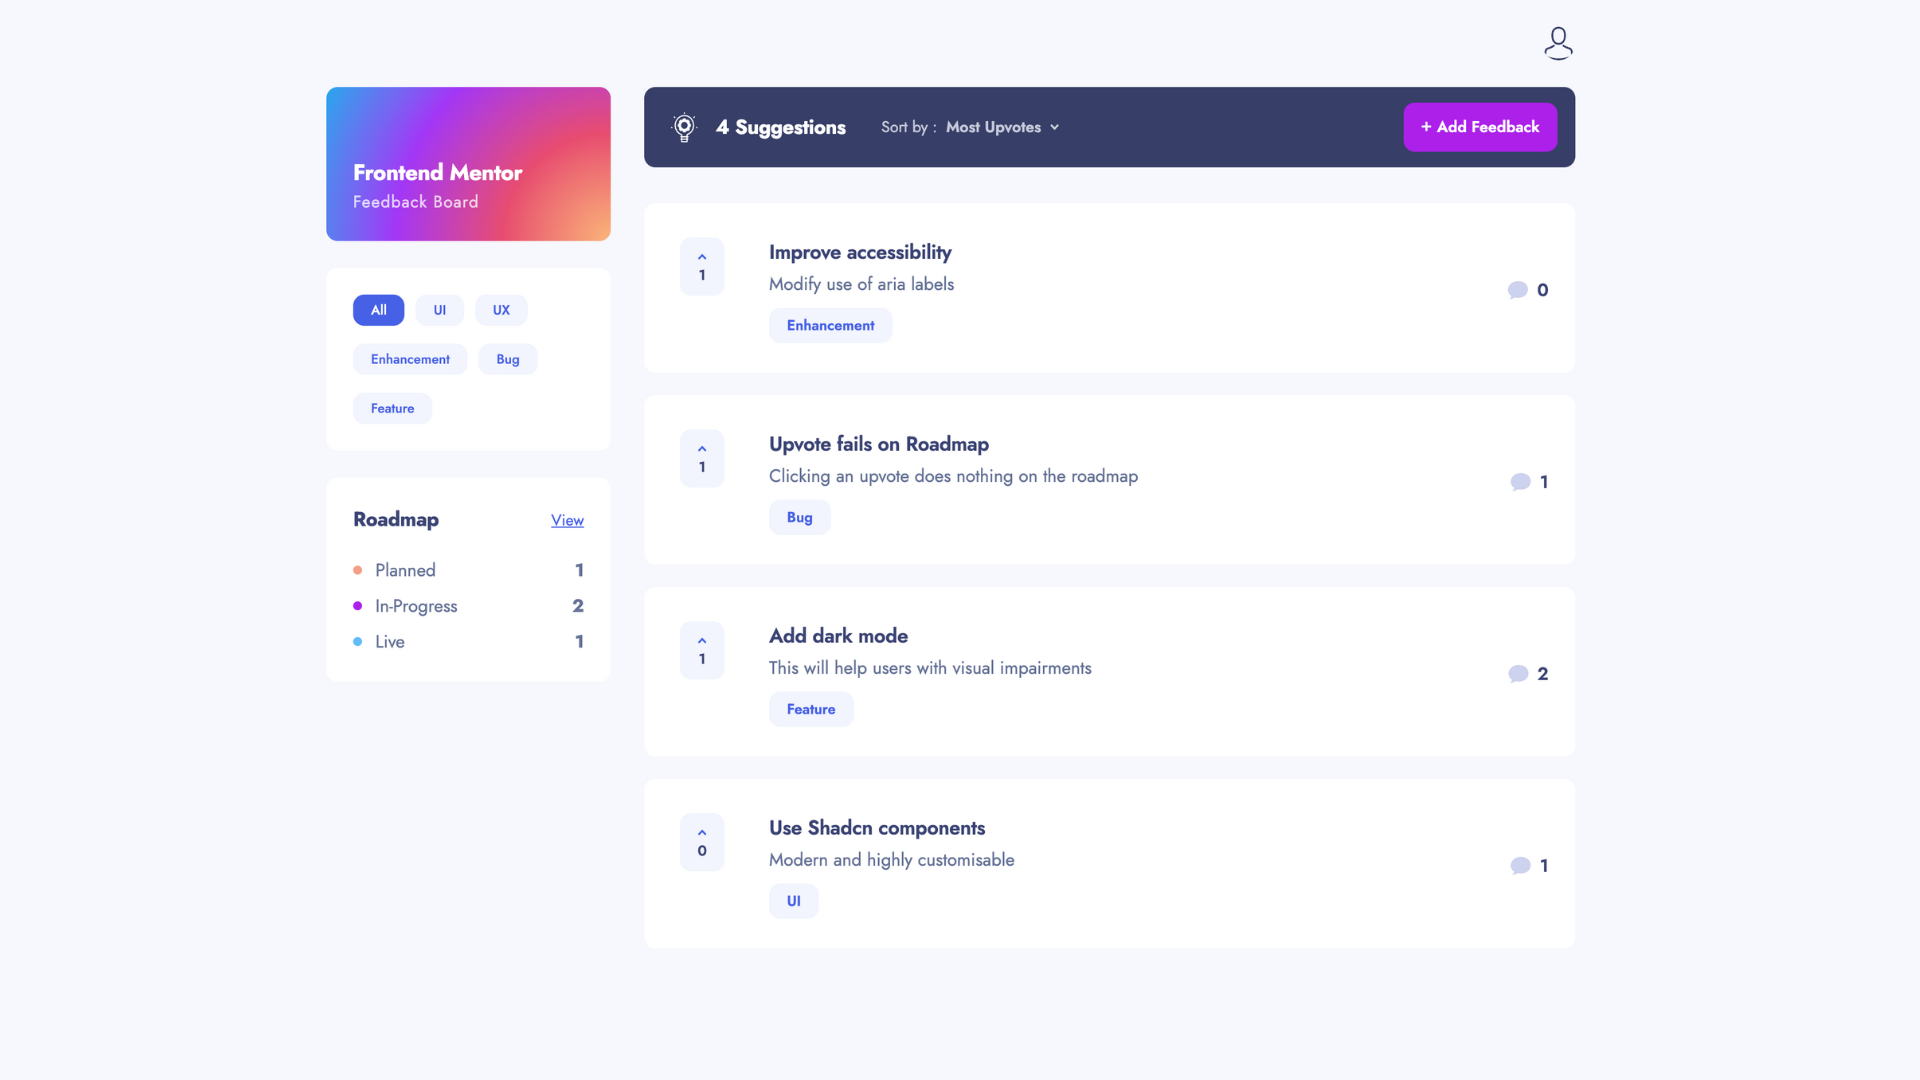 Frontend Mentor
Feedback Board
All UI UX
Enhancement Bug
Feature
Roadmap View
Planned 1
In-Progress 2
Live 1
4 Suggestions Sort by : Most Upvotes + Add Feedback
Improve accessibility
1
Modify use of aria labels
0
Enhancement
Upvote fails on Roadmap
1
Clicking an upvote does nothing on the roadmap
1
Bug
Add dark mode
1
This will help users with visual impairments
2
Feature
Use Shadcn components
0
Modern and highly customisable
1
UI